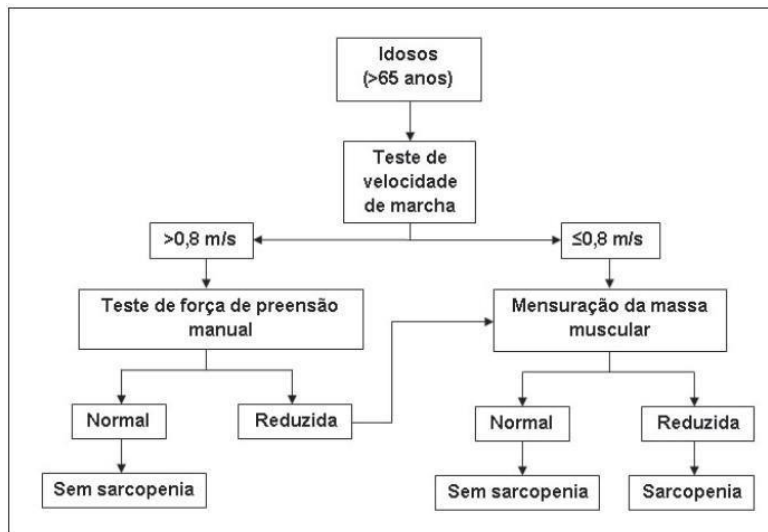 Idosos
(>65 anos)
Teste de
velocidade
de marcha
>0,8 m/s
≤0,8 m/s
Teste de força de preensão
manual
Mensuração da massa
muscular
Normal
Reduzida
Normal
Reduzida
Sem sarcopenia
Sem sarcopenia
Sarcopenia